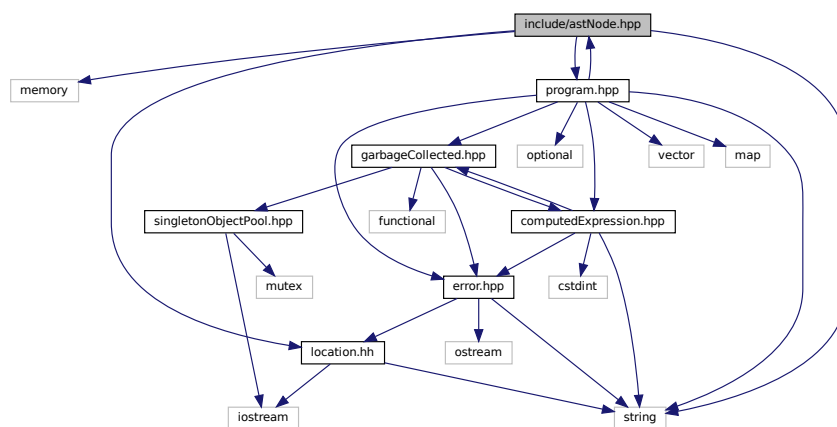 include/astNode.hpp
memory
program.hpp
garbageCollected.hpp
optional
vector
map
singletonObjectPool.hpp
functional
computedExpression.hpp
mutex
error.hpp
cstdint
location.hh
ostream
iostream
string